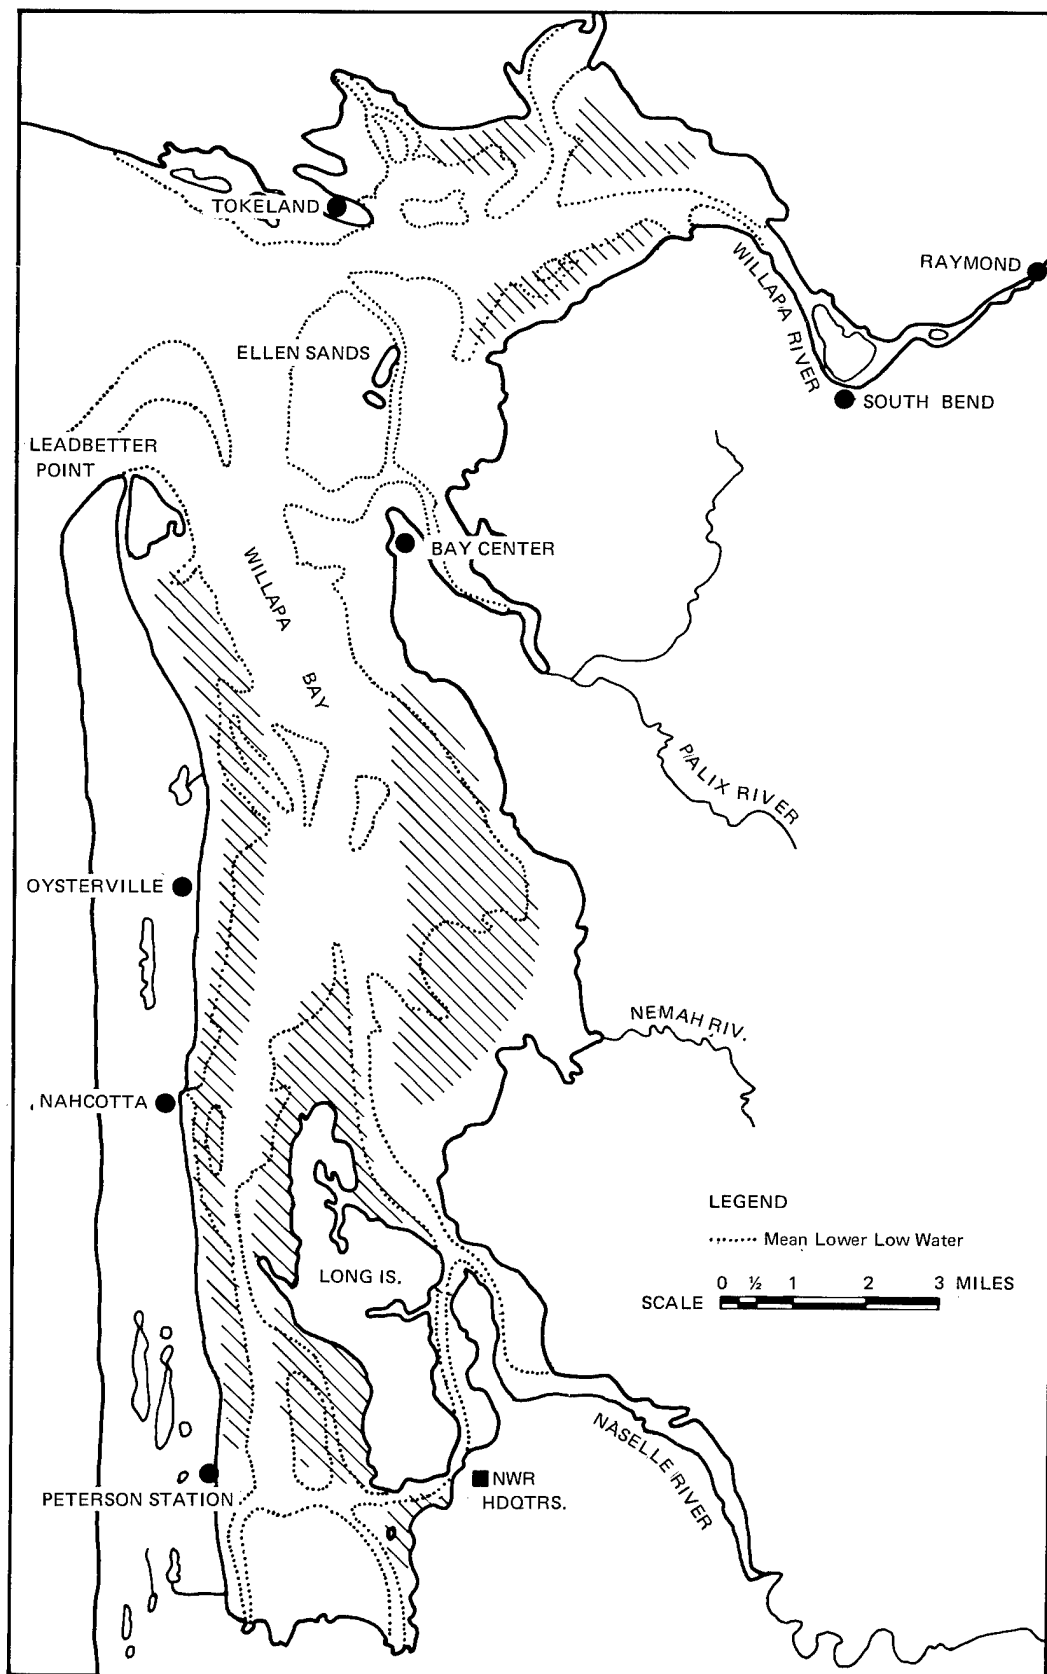 TOKELAND
RAYMOND
WILLAPA RIVER
ELLEN SANDS
SOUTH BEND
LEADBETTER
POINT
BAY CENTER
WILLAPA
BAY
PALIX RIVER
OYSTERVILLE
NEMAH RIV.
NAHCOTTA
LEGEND
Mean Lower Low Water
LONG IS.
0 ½ 1 2 3 MILES
SCALE
NASELLE RIVER
NWR
HDQTRS.
PETERSON STATION